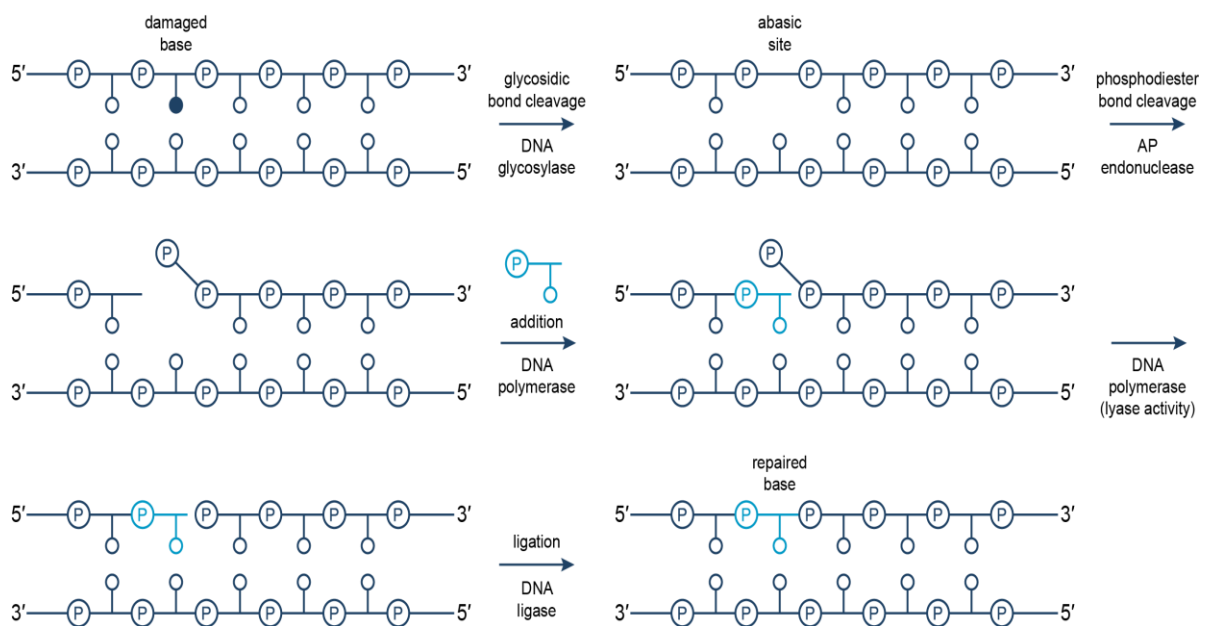 damaged
base
abasic
site
5′ P P P P P P 3′
glycosidic
bond cleavage
DNA
glycosylase
3′ P P P P P P 5′
5′ P P P P P P 3′
phosphodiester
bond cleavage
AP
endonuclease
3′ P P P P P P 5′
P
5′ P P P P P 3′
P
addition
DNA
polymerase
3′ P P P P P P 5′
P
5′ P P P P P P 3′
3′ P P P P P P 5′
DNA
polymerase
(lyase activity)
5′ P P P P P P 3′
ligation
DNA
ligase
3′ P P P P P P 5′
repaired
base
5′ P P P P P P 3′
3′ P P P P P P 5′